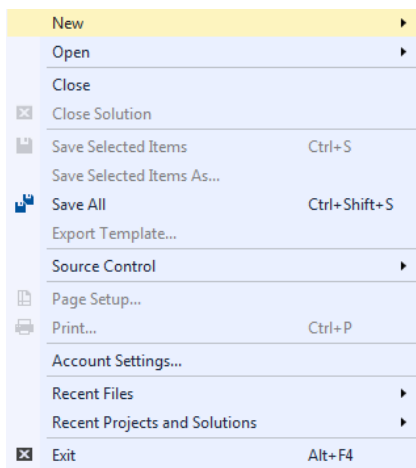 New
Open
Close
Close Solution
Save Selected Items Ctrl+S
Save Selected Items As...
Save All Ctrl+Shift+S
Export Template...
Source Control
Page Setup...
Print... Ctrl+P
Account Settings...
Recent Files
Recent Projects and Solutions
Exit Alt+F4